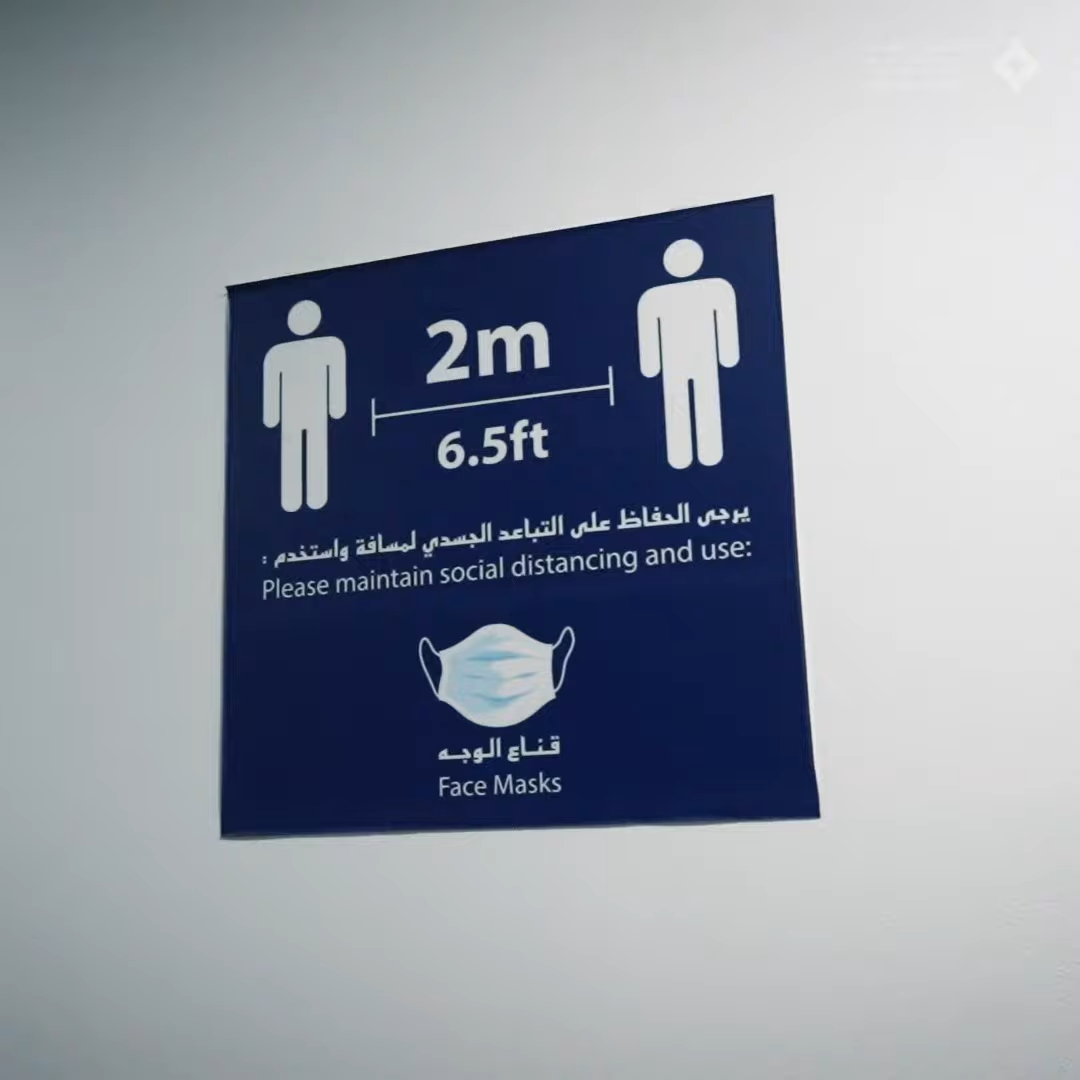 2m
6.5ft
يرجى الحفاظ على التباعد الجسدي لمسافة واستخدم :
Please maintain social distancing and use:
قناع الوجه
Face Masks